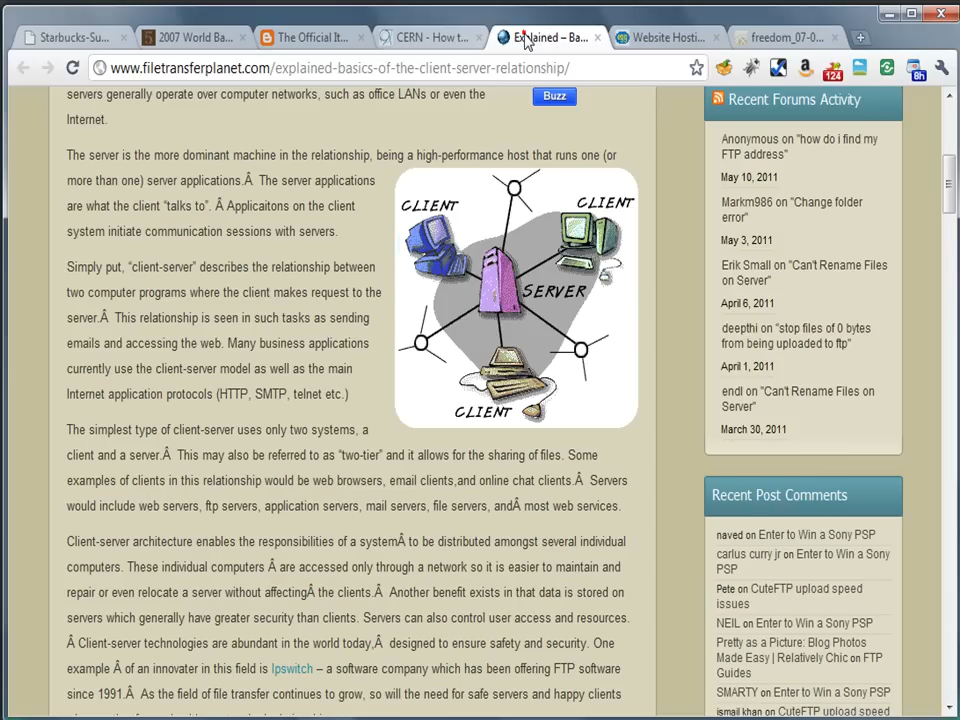 Starbucks-Su...
2007 World Ba...
The Official It...
CERN - How t...
Explained – Ba...
Website Hosti...
freedom_07-0...
www.filetransferplanet.com/explained-basics-of-the-client-server-relationship/
124
8h
servers generally operate over computer networks, such as office LANs or even the
Internet.
Buzz
The server is the more dominant machine in the relationship, being a high-performance host that runs one (or
more than one) server applications.Â  The server applications
are what the client “talks to”. Â Applicaitons on the client
system initiate communication sessions with servers.
Simply put, “client-server” describes the relationship between
two computer programs where the client makes request to the
server.Â  This relationship is seen in such tasks as sending
emails and accessing the web. Many business applications
currently use the client-server model as well as the main
Internet application protocols (HTTP, SMTP, telnet etc.)
CLIENT
CLIENT
SERVER
CLIENT
The simplest type of client-server uses only two systems, a
client and a server.Â  This may also be referred to as “two-tier” and it allows for the sharing of files. Some
examples of clients in this relationship would be web browsers, email clients,and online chat clients.Â  Servers
would include web servers, ftp servers, application servers, mail servers, file servers, andÂ most web services.
Client-server architecture enables the responsibilities of a systemÂ to be distributed amongst several individual
computers. These individual computers Â are accessed only through a network so it is easier to maintain and
repair or even relocate a server without affectingÂ the clients.Â  Another benefit exists in that data is stored on
servers which generally have greater security than clients. Servers can also control user access and resources.
Â Client-server technologies are abundant in the world today,Â  designed to ensure safety and security. One
example Â of an innovater in this field is Ipswitch – a software company which has been offering FTP software
since 1991.Â  As the field of file transfer continues to grow, so will the need for safe servers and happy clients
Recent Forums Activity
Anonymous on "how do i find my
FTP address"
May 10, 2011
Markm986 on "Change folder
error"
May 3, 2011
Erik Small on "Can't Rename Files
on Server"
April 6, 2011
deepthi on "stop files of 0 bytes
from being uploaded to ftp"
April 1, 2011
endl on "Can't Rename Files on
Server"
March 30, 2011
Recent Post Comments
naved on Enter to Win a Sony PSP
carlus curry jr on Enter to Win a Sony
PSP
Pete on CuteFTP upload speed
issues
NEIL on Enter to Win a Sony PSP
Pretty as a Picture: Blog Photos
Made Easy | Relatively Chic on FTP
Guides
SMARTY on Enter to Win a Sony PSP
ismail khan on CuteFTP upload speed